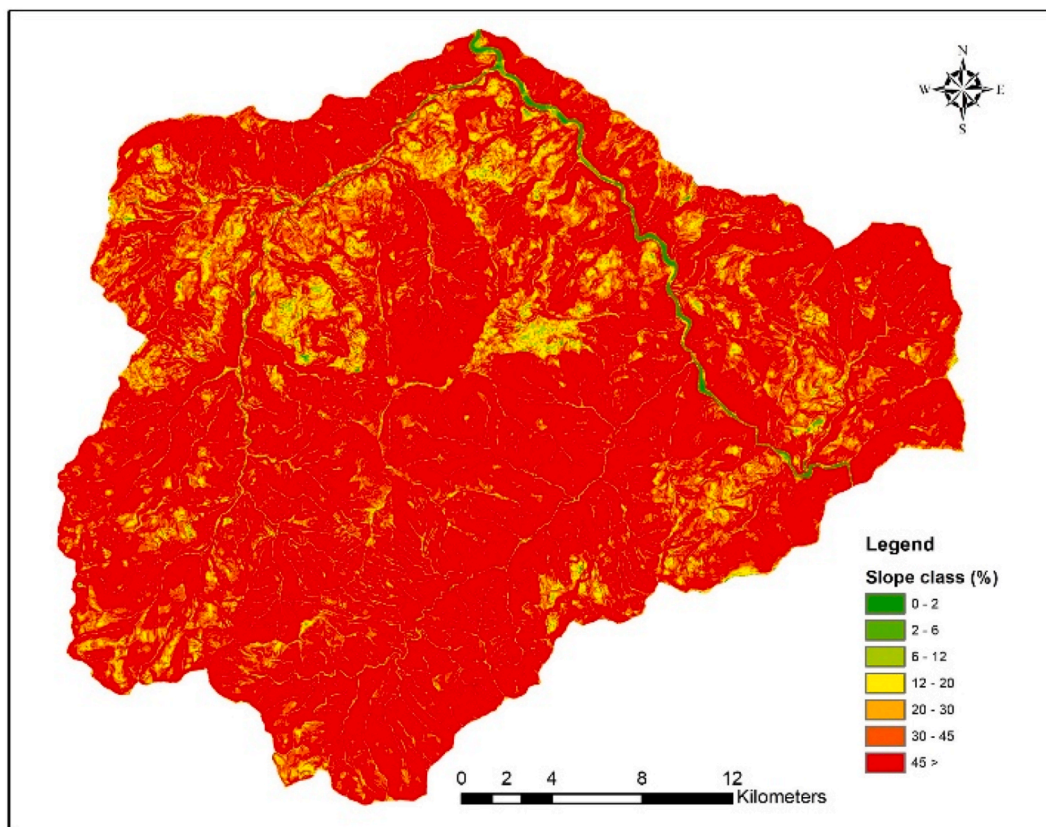 N
W E
S
Legend
Slope class (%)
0 - 2
2 - 6
6 - 12
12 - 20
20 - 30
30 - 45
45 >
0 2 4 8 12
Kilometers